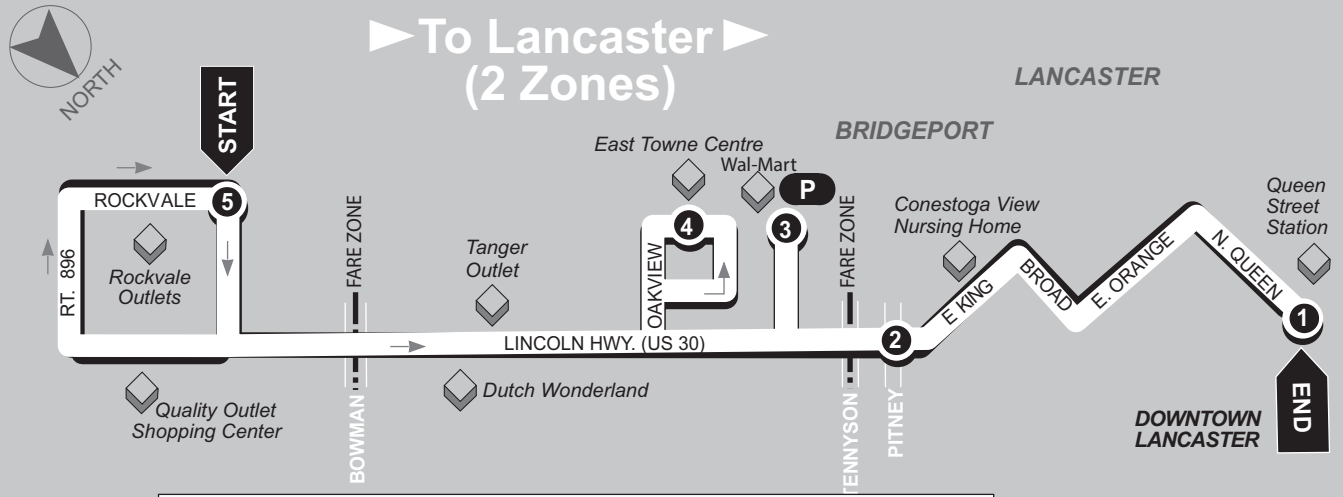 To Lancaster
(2 Zones)
NORTH
START
LANCASTER
BRIDGEPORT
East Towne Centre
Wal-Mart
P
ROCKVALE
5
4
3
FARE ZONE
FARE ZONE
Conestoga View
Nursing Home
Queen
Street
Station
Tanger
Outlet
Rockvale
Outlets
RT. 896
OAKVIEW
E KING
BROAD
E. ORANGE
N. QUEEN
1
2
LINCOLN HWY. (US 30)
Dutch Wonderland
Quality Outlet
Shopping Center
BOWMAN
TENNYSON
PITNEY
DOWNTOWN
LANCASTER
END